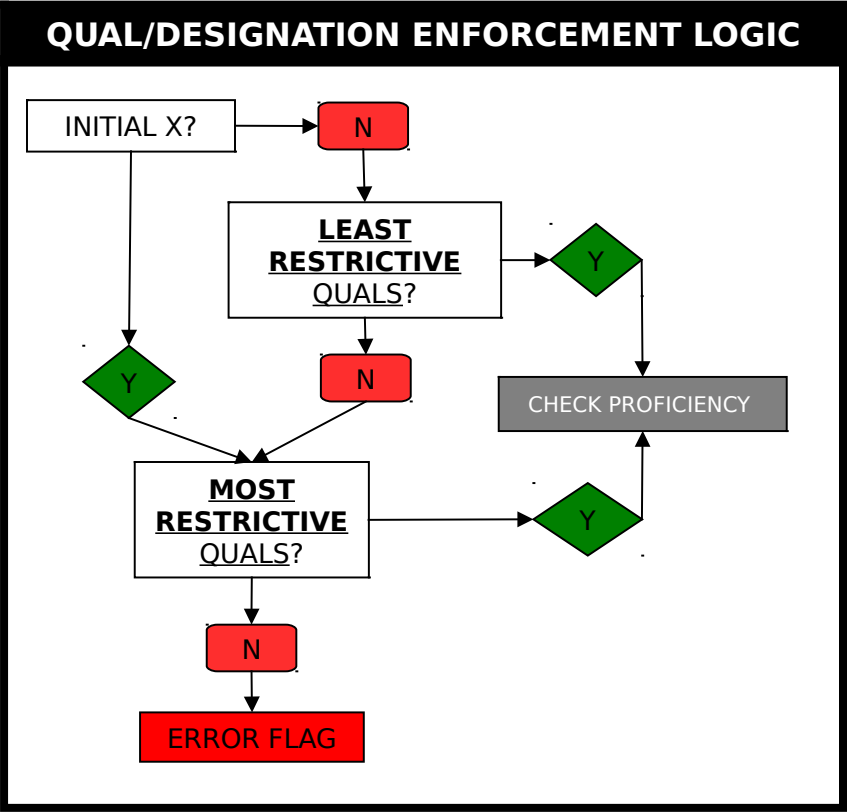 QUAL/DESIGNATION ENFORCEMENT LOGIC
INITIAL X?
N
LEAST
RESTRICTIVE
QUALS?
Y
N
Y
CHECK PROFICIENCY
MOST
RESTRICTIVE
QUALS?
Y
N
ERROR FLAG